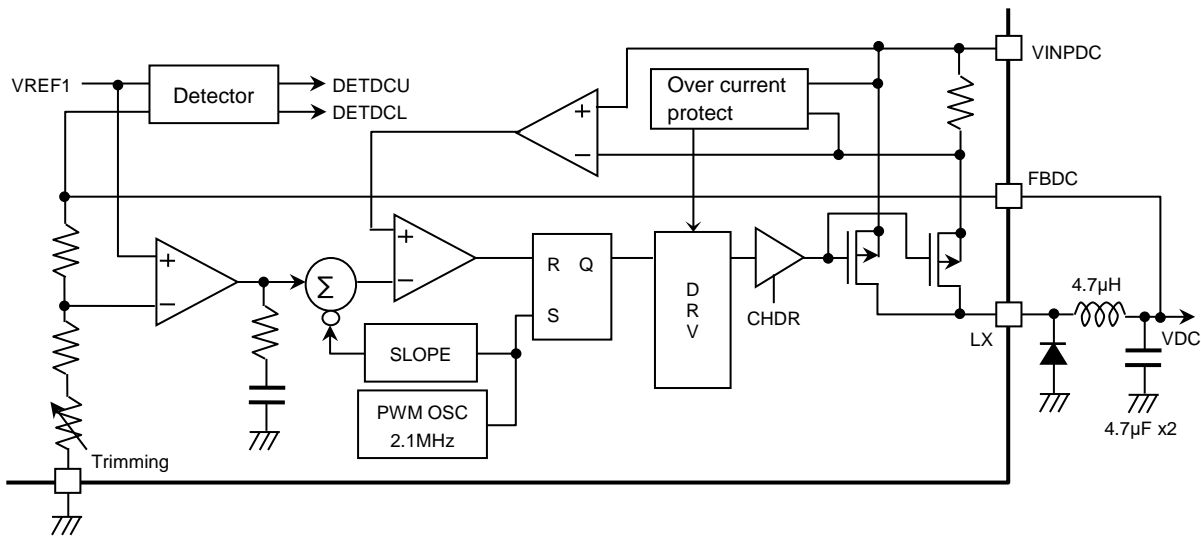 VREF1
Detector
DETDCU
DETDCL
Over current
protect
VINPDC
FBDC
+
−
+
−
+
−
Σ
R Q
S
D
R
V
CHDR
LX
4.7µH
VDC
4.7µF x2
SLOPE
PWM OSC
2.1MHz
Trimming